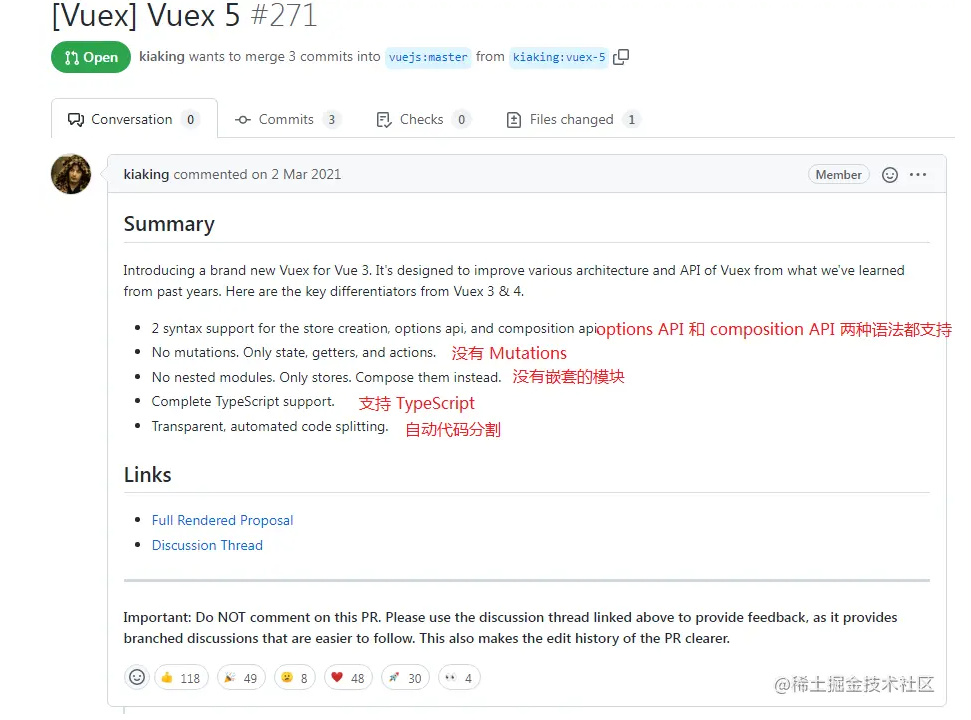 [Vuex] Vuex 5 #271
Open kiaking wants to merge 3 commits into vuejs:master from kiaking:vuex-5
Conversation 0 Commits 3 Checks 0 Files changed 1
kiaking commented on 2 Mar 2021 Member
Summary
Introducing a brand new Vuex for Vue 3. It's designed to improve various architecture and API of Vuex from what we've learned
from past years. Here are the key differentiators from Vuex 3 & 4.
2 syntax support for the store creation, options api, and composition api options API 和 composition API 两种语法都支持
No mutations. Only state, getters, and actions. 没有 Mutations
No nested modules. Only stores. Compose them instead. 没有嵌套的模块
Complete TypeScript support. 支持 TypeScript
Transparent, automated code splitting. 自动代码分割
Links
Full Rendered Proposal
Discussion Thread
Important: Do NOT comment on this PR. Please use the discussion thread linked above to provide feedback, as it provides
branched discussions that are easier to follow. This also makes the edit history of the PR clearer.
118 49 8 48 30 4
@稀土掘金技术社区